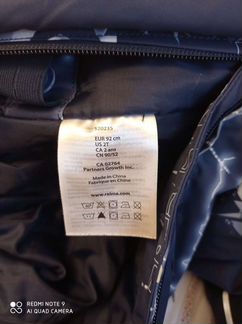 520235
EUR 92 cm
US 2T
CA 2 ans
CN 90/52
CA 02764
Partners Growth Inc.
Made in China
Fabriqué en Chine
www.reima.com
REDMI NOTE 9
AI QUAD CAMERA